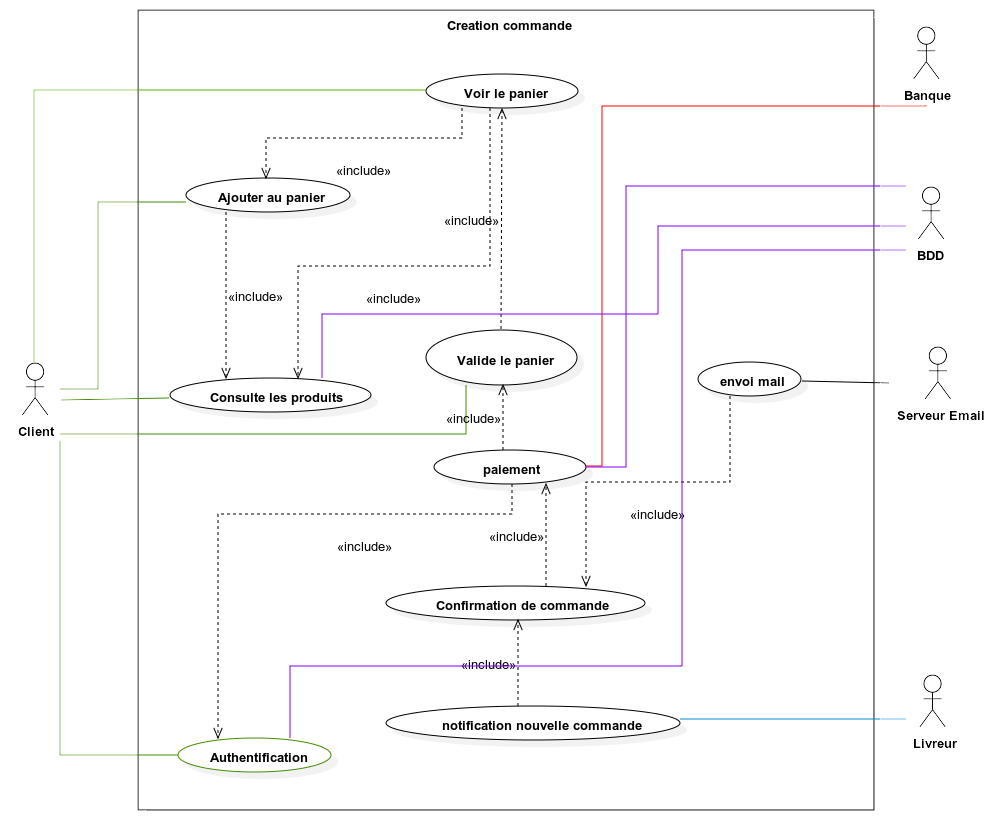 Creation commande
Voir le panier
Banque
«include»
Ajouter au panier
«include»
BDD
«include»
«include»
Valide le panier
envoi mail
Consulte les produits
Serveur Email
Client
«include»
paiement
«include»
«include»
«include»
Confirmation de commande
«include»
notification nouvelle commande
Livreur
Authentification